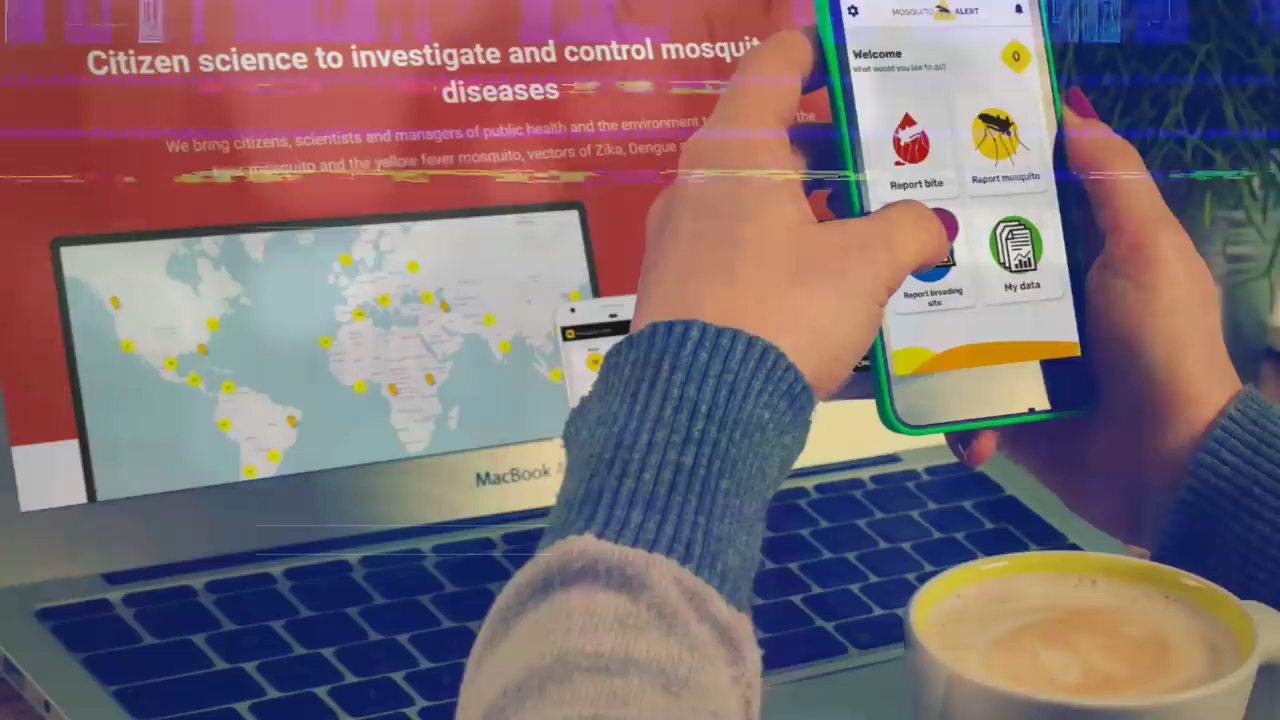 Citizen science to investigate and control mosquit
diseases
We bring citizens, scientists and managers of public health and the environment the
mosquito and the yellow fever mosquito, vectors of Zika, Dengue
MacBook
MOSQUITO ALERT
Welcome
What would you like to do?
0
Report bite
Report mosquito
Report breeding
site
My data